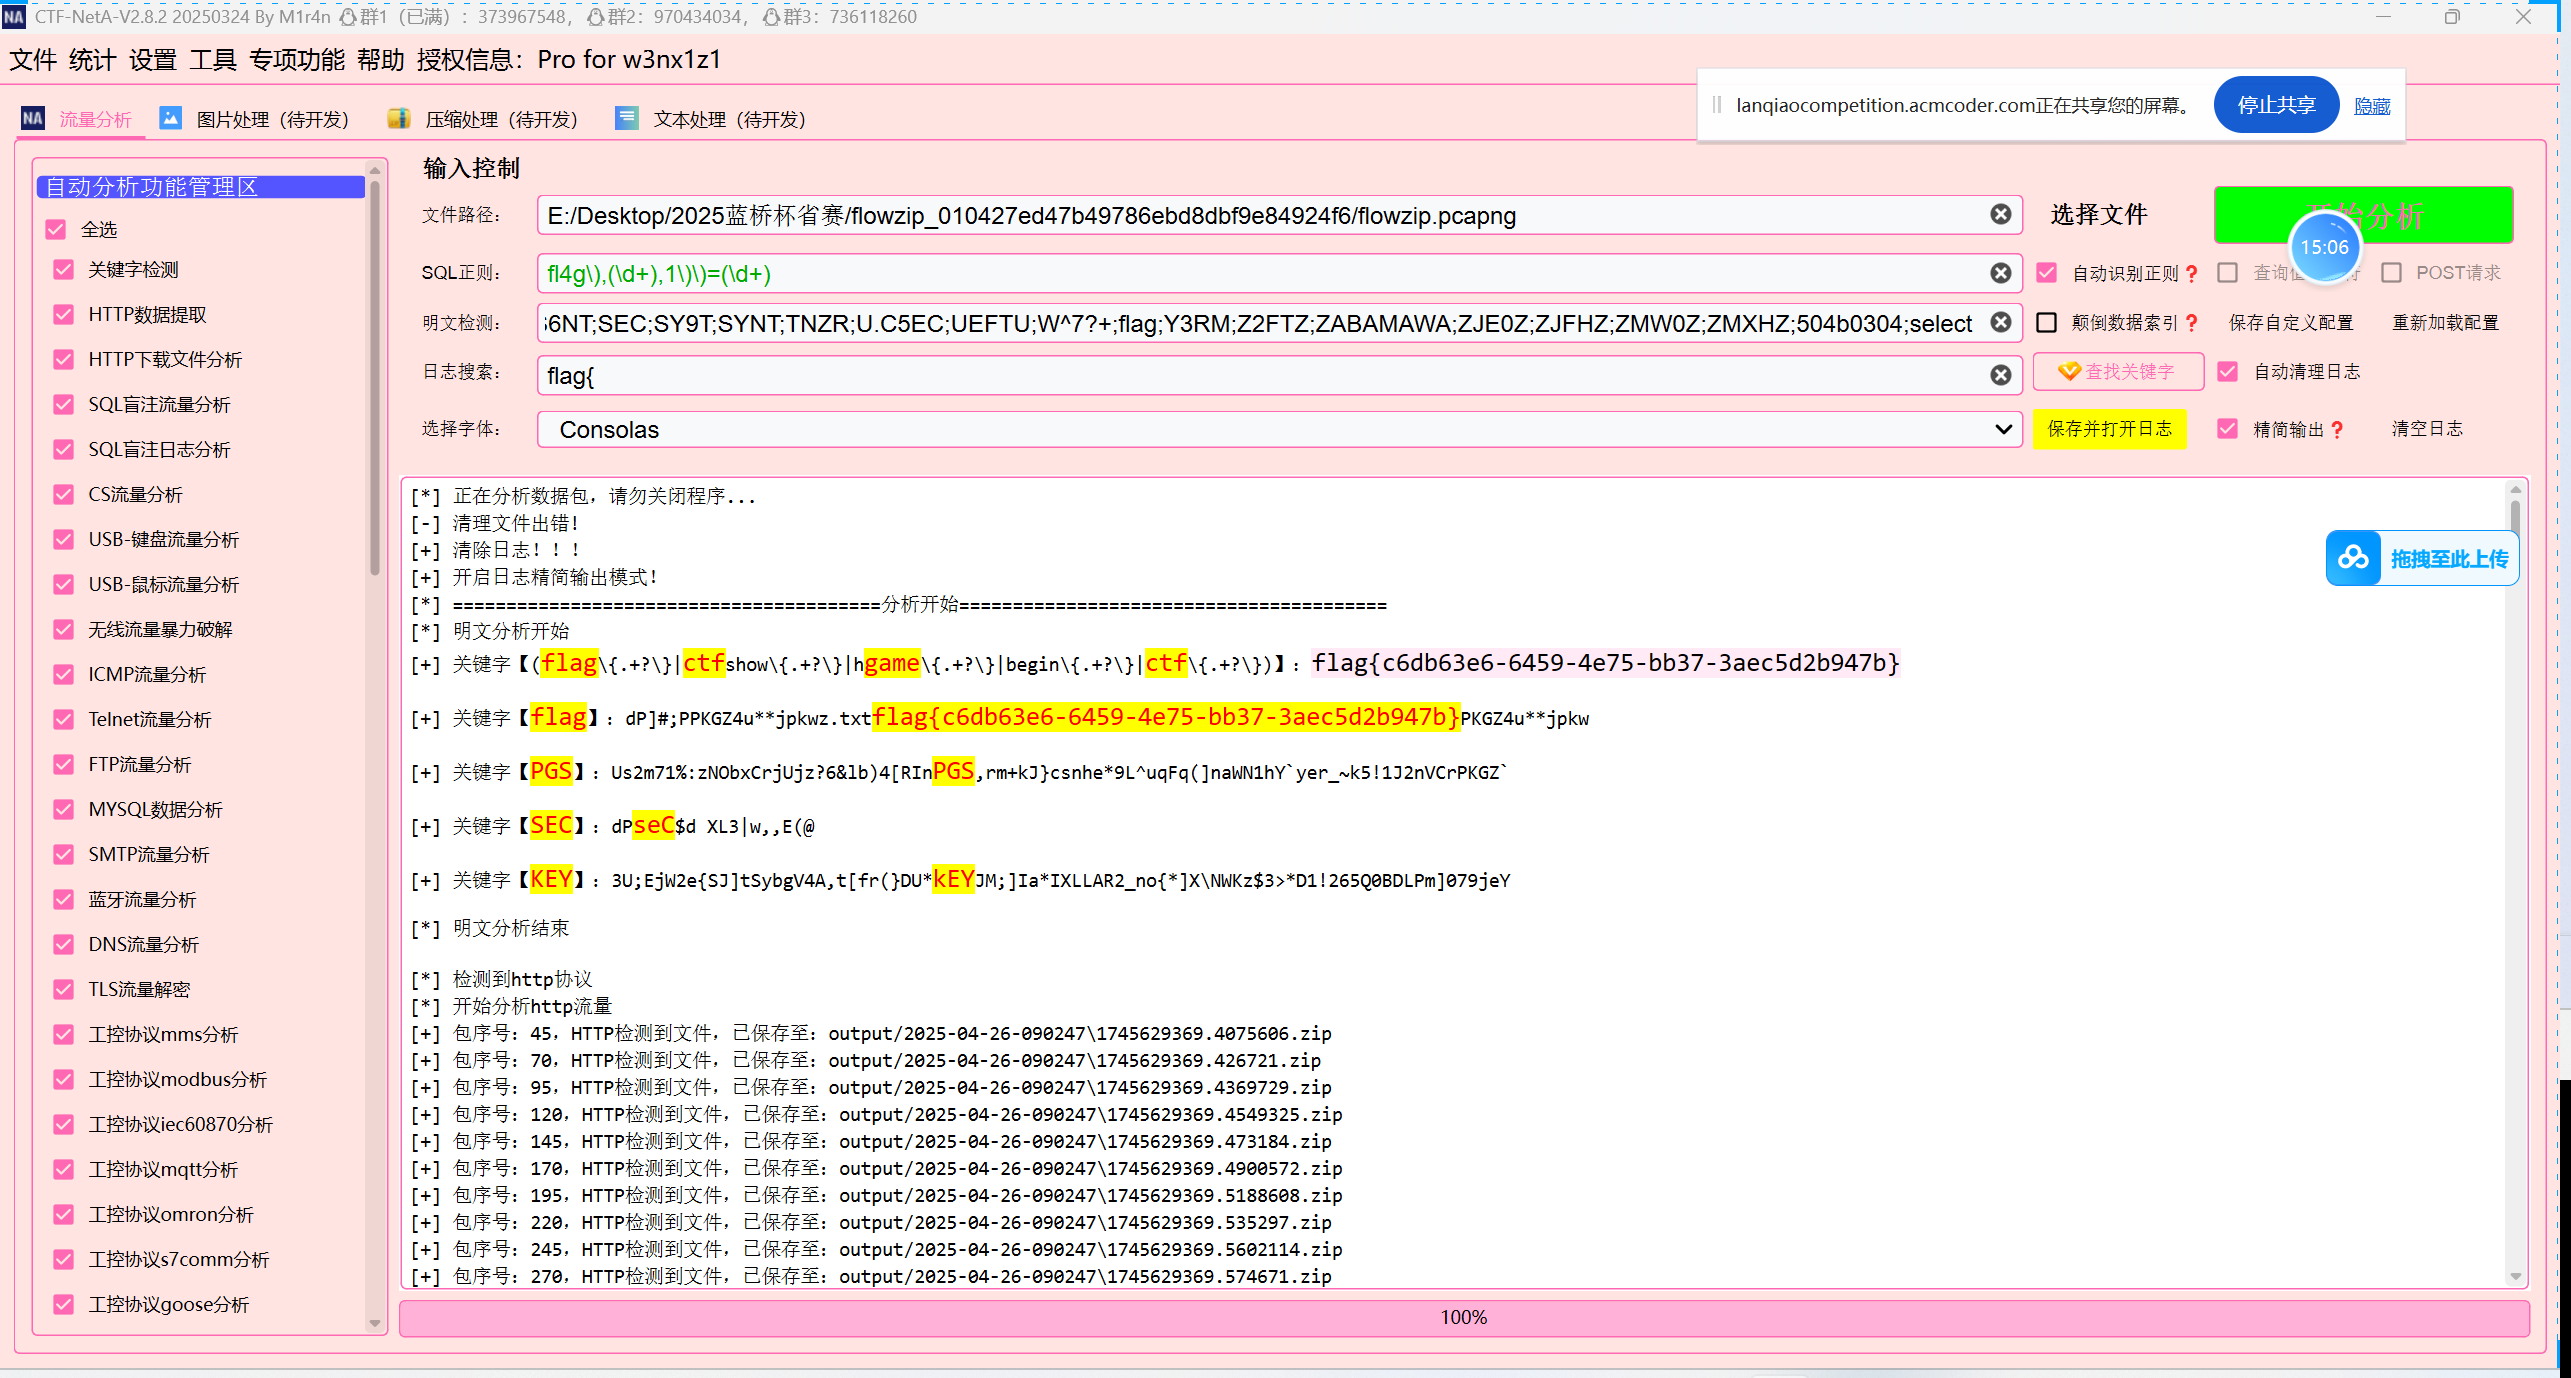 CTF-NetA-V2.8.2 20250324 By M1r4n 群1（已满）：373967548，群2：970434034，群3：736118260
文件 统计 设置 工具 专项功能 帮助 授权信息：Pro for w3nx1z1
lanqiaocompetition.acmcoder.com正在共享您的屏幕。 停止共享 隐藏
NA 流量分析 图片处理（待开发） 压缩处理（待开发） 文本处理（待开发）
自动分析功能管理区
全选
关键字检测
HTTP数据提取
HTTP下载文件分析
SQL盲注流量分析
SQL盲注日志分析
CS流量分析
USB-键盘流量分析
USB-鼠标流量分析
无线流量暴力破解
ICMP流量分析
Telnet流量分析
FTP流量分析
MYSQL数据分析
SMTP流量分析
蓝牙流量分析
DNS流量分析
TLS流量解密
工控协议mms分析
工控协议modbus分析
工控协议iec60870分析
工控协议mqtt分析
工控协议omron分析
工控协议s7comm分析
工控协议goose分析
输入控制
文件路径： E:/Desktop/2025蓝桥杯省赛/flowzip_010427ed47b49786ebd8dbf9e84924f6/flowzip.pcapng 选择文件 始分析
15:06
SQL正则： fl4g\),(\d+),1\)\)=(\d+) 自动识别正则❓ POST请求
明文检测： 6NT;SEC;SY9T;SYNT;TNZR;U.C5EC;UEFTU;W^7?+;flag;Y3RM;Z2FTZ;ZABAMAWA;ZJE0Z;ZJFHZ;ZMW0Z;ZMXHZ;504b0304;select 颠倒数据索引❓ 保存自定义配置 重新加载配置
日志搜索： flag{ 查找关键字 自动清理日志
选择字体： Consolas 保存并打开日志 精简输出❓ 清空日志
拖拽至此上传
[*] 正在分析数据包，请勿关闭程序...
[-] 清理文件出错！
[+] 清除日志！！！
[+] 开启日志精简输出模式！
[*] ========================================分析开始========================================
[*] 明文分析开始
[+] 关键字【(flag\{.+?\}|ctfshow\{.+?\}|hgame\{.+?\}|begin\{.+?\}|ctf\{.+?\})】：flag{c6db63e6-6459-4e75-bb37-3aec5d2b947b}
[+] 关键字【flag】：dP]#;PPKGZ4u**jpkwz.txtflag{c6db63e6-6459-4e75-bb37-3aec5d2b947b}PKGZ4u**jpkw
[+] 关键字【PGS】：Us2m71%:zNObxCrjUjz?6&lb)4[RInPGS,rm+kJ}csnhe*9L^uqFq(]naWN1hY`yer_~k5!1J2nVCrPKGZ`
[+] 关键字【SEC】：dPseC$d XL3|w,,E(@
[+] 关键字【KEY】：3U;EjW2e{SJ]tSybgV4A,t[fr(}DU*kEYJM;]Ia*IXLLAR2_no{*]X\NWKz$3>*D1!265Q0BDLPm]079jeY
[*] 明文分析结束
[*] 检测到http协议
[*] 开始分析http流量
[+] 包序号：45，HTTP检测到文件，已保存至：output/2025-04-26-090247\1745629369.4075606.zip
[+] 包序号：70，HTTP检测到文件，已保存至：output/2025-04-26-090247\1745629369.426721.zip
[+] 包序号：95，HTTP检测到文件，已保存至：output/2025-04-26-090247\1745629369.4369729.zip
[+] 包序号：120，HTTP检测到文件，已保存至：output/2025-04-26-090247\1745629369.4549325.zip
[+] 包序号：145，HTTP检测到文件，已保存至：output/2025-04-26-090247\1745629369.473184.zip
[+] 包序号：170，HTTP检测到文件，已保存至：output/2025-04-26-090247\1745629369.4900572.zip
[+] 包序号：195，HTTP检测到文件，已保存至：output/2025-04-26-090247\1745629369.5188608.zip
[+] 包序号：220，HTTP检测到文件，已保存至：output/2025-04-26-090247\1745629369.535297.zip
[+] 包序号：245，HTTP检测到文件，已保存至：output/2025-04-26-090247\1745629369.5602114.zip
[+] 包序号：270，HTTP检测到文件，已保存至：output/2025-04-26-090247\1745629369.574671.zip
100%